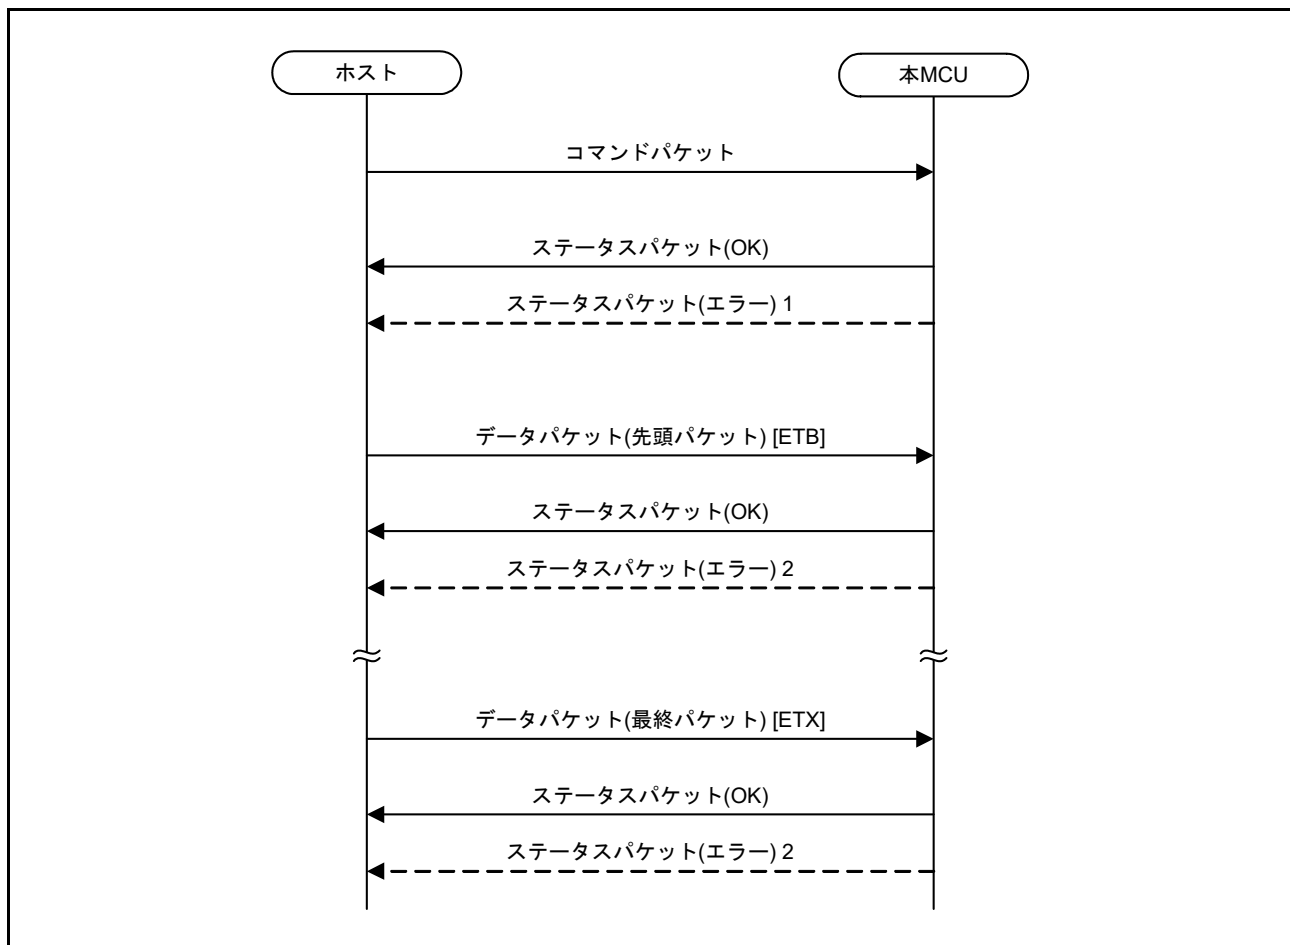 ホスト
本MCU
コマンドパケット
ステータスパケット(OK)
ステータスパケット(エラー) 1
データパケット(先頭パケット) [ETB]
ステータスパケット(OK)
ステータスパケット(エラー) 2
データパケット(最終パケット) [ETX]
ステータスパケット(OK)
ステータスパケット(エラー) 2